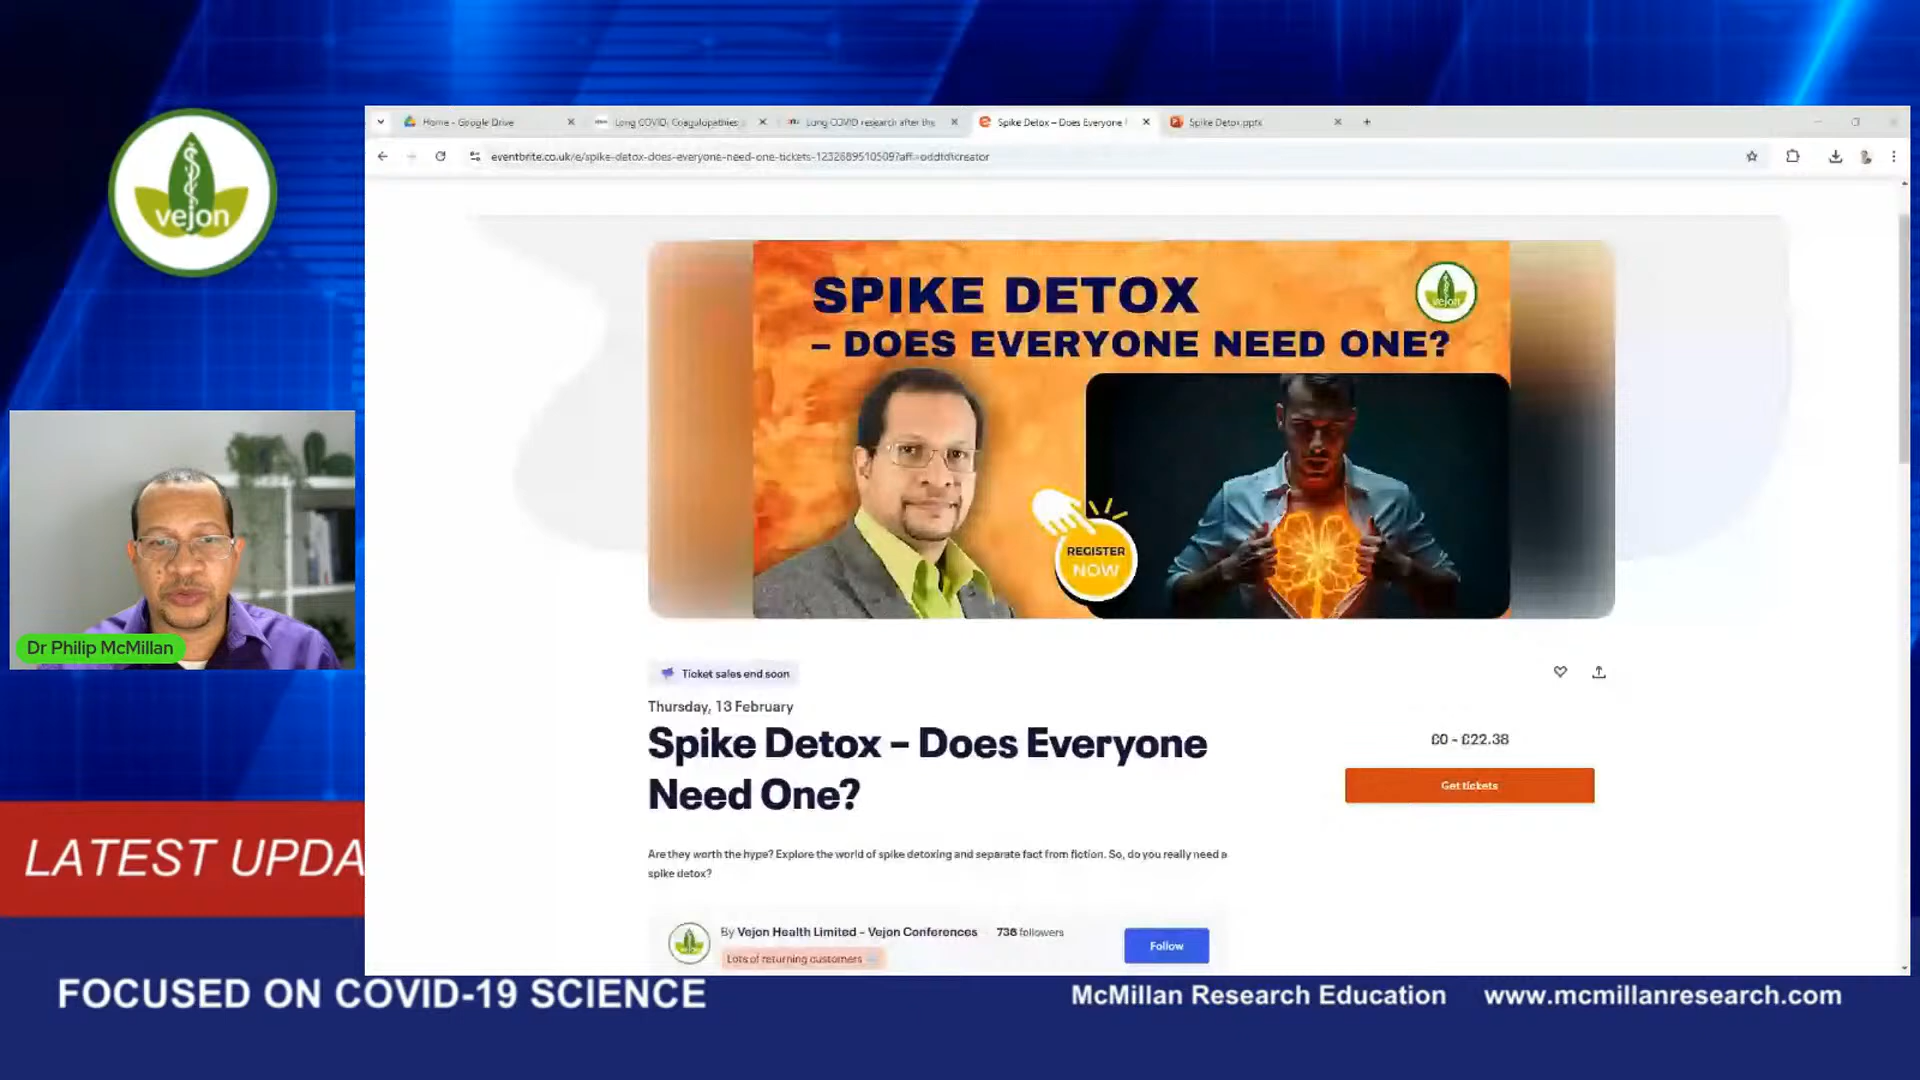 vejon
Dr Philip McMillan
LATEST UPDA
Home - Google Drive
Long COVID, Coagulopathies
Long COVID research after the
Spike Detox – Does Everyone
Spike Detox.pptx
SPIKE DETOX
– DOES EVERYONE NEED ONE?
vejon
REGISTER
NOW
Ticket sales end soon
Thursday, 13 February
Spike Detox – Does Everyone
Need One?
£0 – £22.38
Get tickets
Are they worth the hype? Explore the world of spike detoxing and separate fact from fiction. So, do you really need a
spike detox?
By Vejon Health Limited – Vejon Conferences 738 followers
Lots of returning customers
Follow
FOCUSED ON COVID-19 SCIENCE
McMillan Research Education www.mcmillanresearch.com